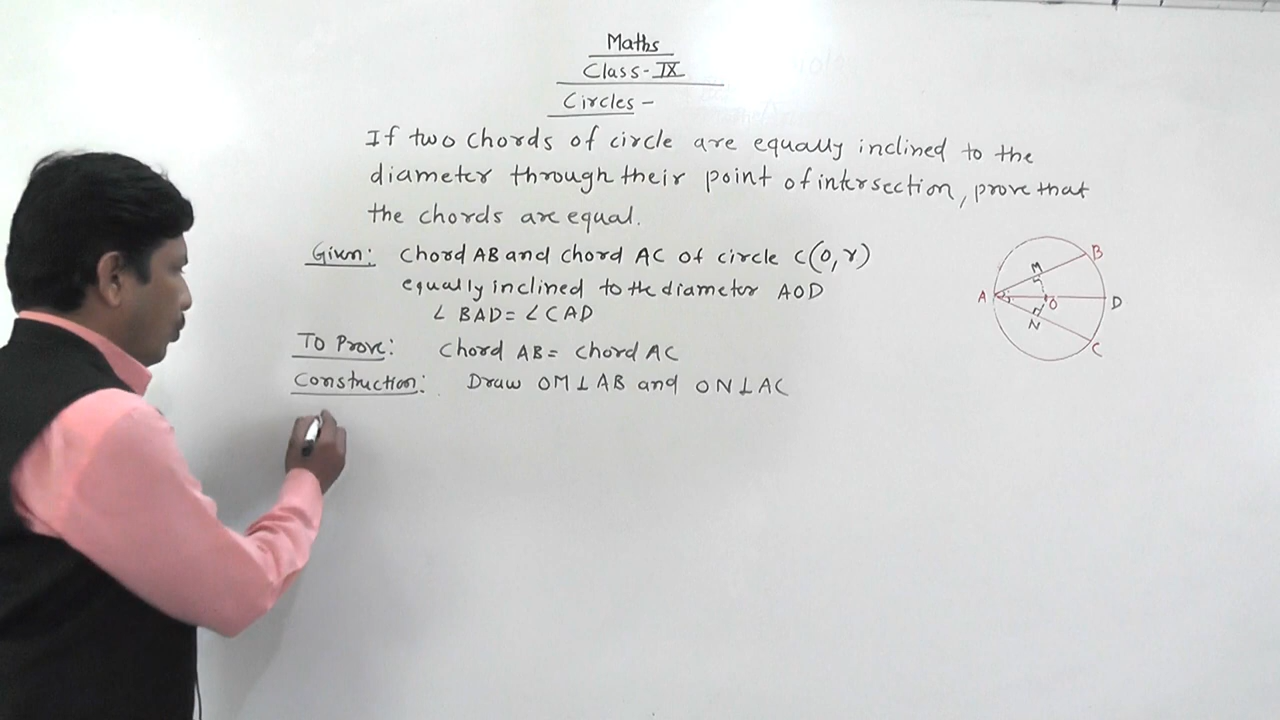 Maths
Class-IX
Circles -
If two chords of circle are equally inclined to the
diameter through their point of intersection, prove that
the chords are equal.
Given: Chord AB and chord AC of circle C(O,r)
equally inclined to the diameter AOD
∠ BAD = ∠ CAD
To Prove: Chord AB = Chord AC
Construction: Draw OM⊥AB and ON⊥AC
B
M
A
O
D
N
C